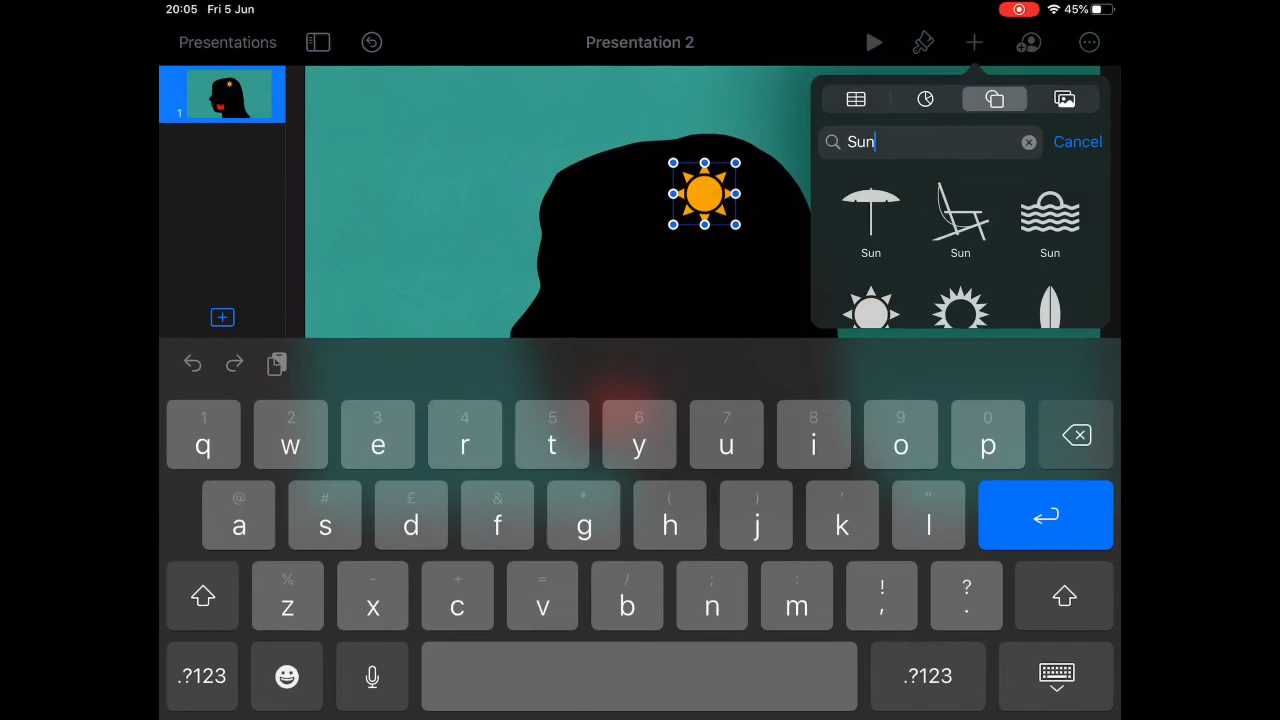 20:05 Fri 5 Jun 45%
Presentations Presentation 2
1
Sun Cancel
Sun Sun Sun
1 2 3 4 5 6 7 8 9 0
q w e r t y u i o p
@ # £ & * ( ) ' "
a s d f g h j k l
% - + = / ; : ! ?
z x c v b n m , .
.?123 .?123